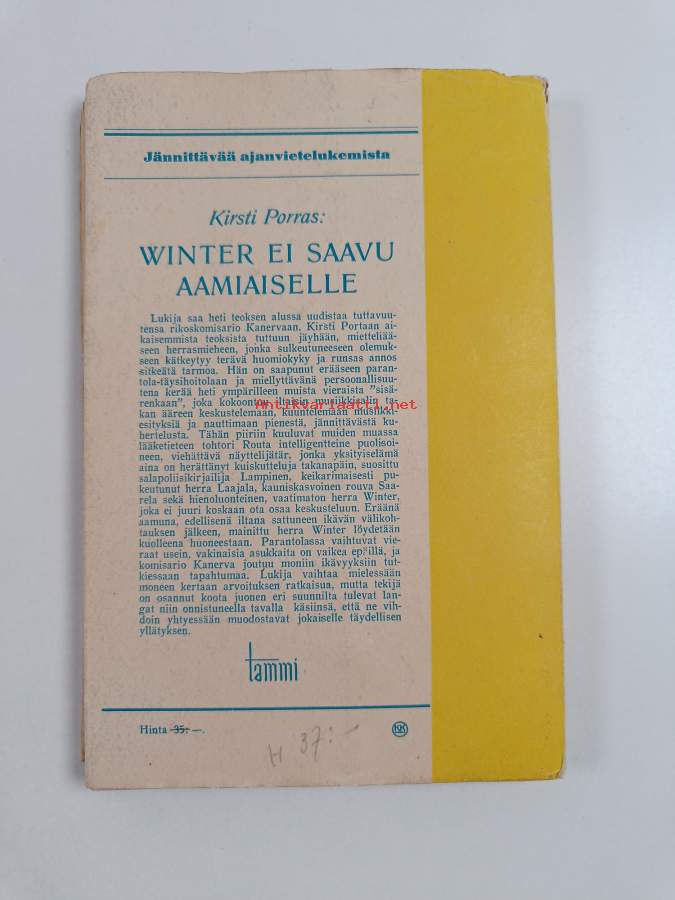 Jännittävää ajanvietelukemista
Kirsti Porras:
WINTER EI SAAVU
AAMIAISELLE
Lukija saa heti teoksen alussa uudistaa tuttavuu-
tensa rikoskomisario Kanervaan, Kirsti Portaan ai-
kaisemmista teoksista tuttuun jäyhään, mietteliää-
seen herrasmieheen, jonka sulkeutuneeseen olemuk-
seen kätkeytyy terävä huomiokyky ja runsas annos
sitkeätä tarmoa. Hän on saapunut erääseen paran-
tola-täysihoitolaan ja miellyttävänä persoonallisuu-
tena kerää heti ympärilleen muista vieraista "sisä-
renkaan", joka kokoontuu iltaisin musiikkisalin ta-
kan ääreen keskustelemaan, kuuntelemaan musiikki-
esityksiä ja nauttimaan pienestä, jännittävästä ku-
hertelusta. Tähän piiriin kuuluvat muiden muassa
lääketieteen tohtori Routa intelligentteine puolisoi-
neen, viehättävä näyttelijätär, jonka yksityiselämä
aina on herättänyt kuiskutteluja takanapäin, suosittu
salapoliisikirjailija Lampinen, keikarimaisesti pu-
keutunut herra Laajala, kauniskasvoinen rouva Saa-
rela sekä hienoluonteinen, vaatimaton herra Winter,
joka ei juuri koskaan ota osaa keskusteluun. Eräänä
aamuna, edellisenä iltana sattuneen ikävän välikoh-
tauksen jälkeen, mainittu herra Winter löydetään
kuolleena huoneestaan. Parantolassa vaihtuvat vie-
raat usein, vakinaisia asukkaita on vaikea epäillä, ja
komisario Kanerva joutuu moniin ikävyyksiin tut-
kiessaan tapahtumaa. Lukija vaihtaa mielessään
moneen kertaan arvoituksen ratkaisua, mutta tekijä
on osannut koota juonen eri suunnilta tulevat lan-
gat niin onnistuneella tavalla käsiinsä, että ne vih-
doin yhtyessään muodostavat jokaiselle täydellisen
yllätyksen.
Antikvariaatti.net
tammi
Hinta 35:—.
H 37:-
KK